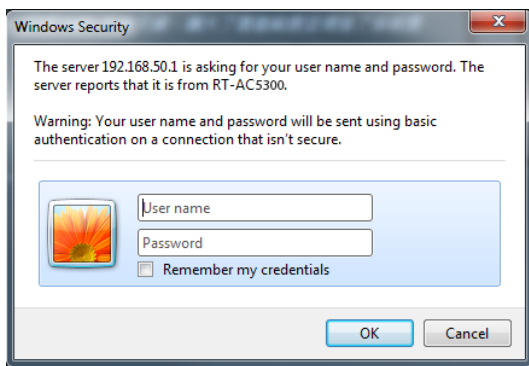 Windows Security
The server 192.168.50.1 is asking for your user name and password. The
server reports that it is from RT-AC5300.
Warning: Your user name and password will be sent using basic
authentication on a connection that isn't secure.
User name
Password
Remember my credentials
OK
Cancel